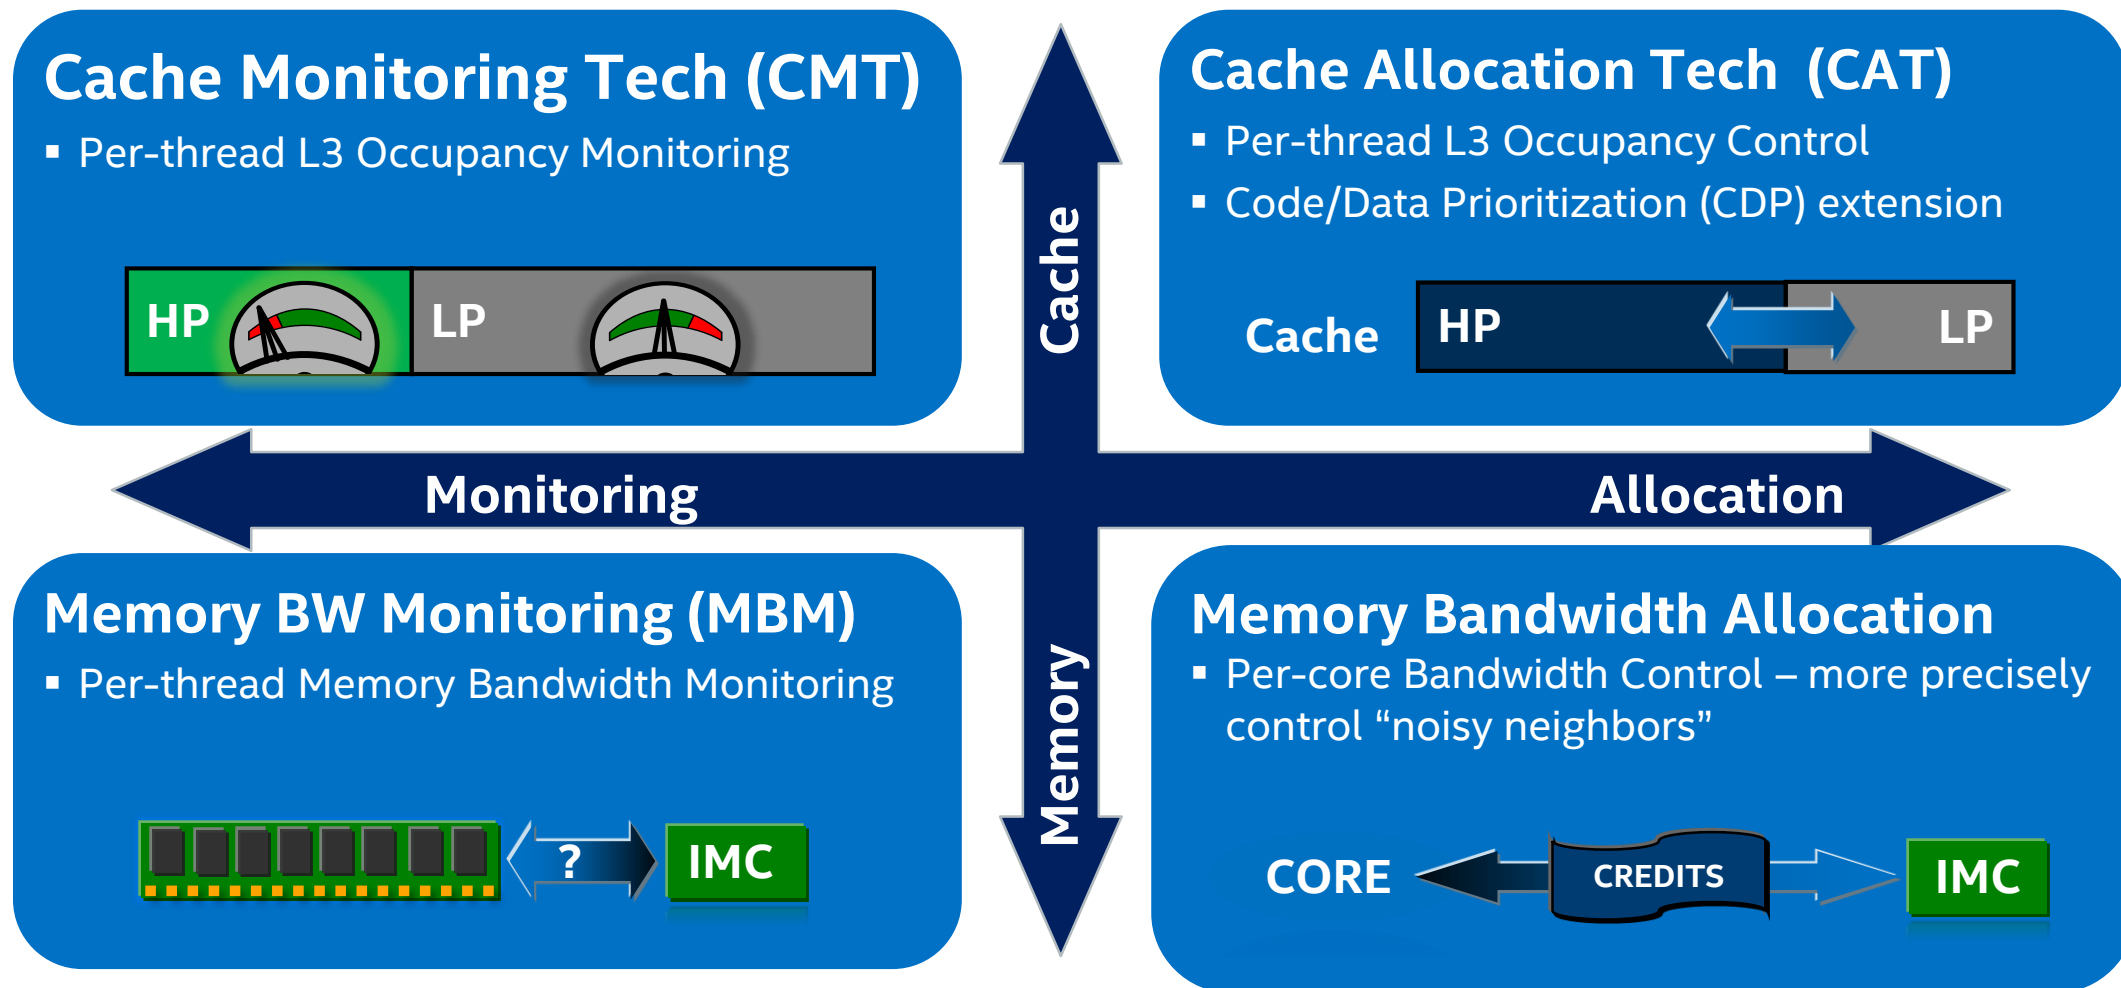 Cache Monitoring Tech (CMT)
▪ Per-thread L3 Occupancy Monitoring
HP
LP
Cache Allocation Tech (CAT)
▪ Per-thread L3 Occupancy Control
▪ Code/Data Prioritization (CDP) extension
Cache
HP
LP
Cache
Monitoring
Allocation
Memory
Memory BW Monitoring (MBM)
▪ Per-thread Memory Bandwidth Monitoring
?
IMC
Memory Bandwidth Allocation
▪ Per-core Bandwidth Control – more precisely
control “noisy neighbors”
CORE
CREDITS
IMC